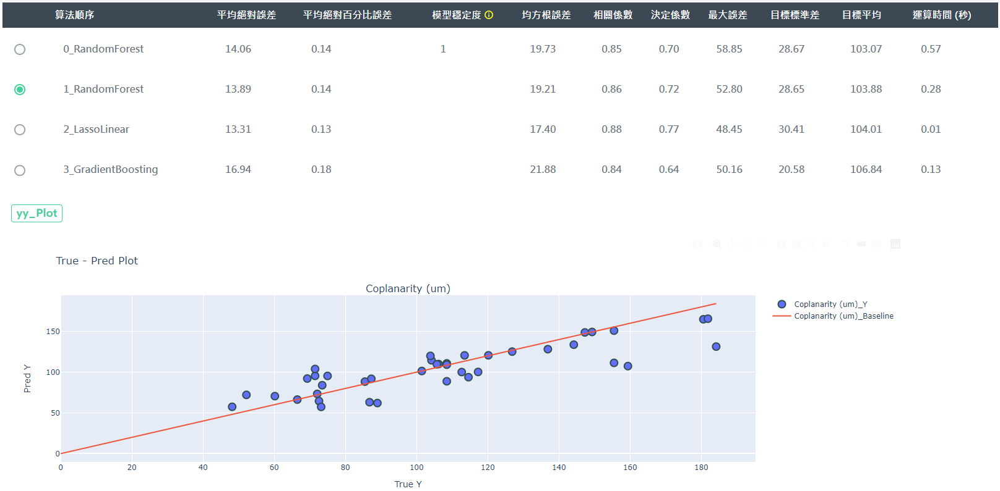 算法順序 平均絕對誤差 平均絕對百分比誤差 模型穩定度 均方根誤差 相關係數 決定係數 最大誤差 目標標準差 目標平均 運算時間 (秒)
0_RandomForest 14.06 0.14 1 19.73 0.85 0.70 58.85 28.67 103.07 0.57
1_RandomForest 13.89 0.14 19.21 0.86 0.72 52.80 28.65 103.88 0.28
2_LassoLinear 13.31 0.13 17.40 0.88 0.77 48.45 30.41 104.01 0.01
3_GradientBoosting 16.94 0.18 21.88 0.84 0.64 50.16 20.58 106.84 0.13
yy_Plot
True - Pred Plot
Coplanarity (um)
Coplanarity (um)_Y
Coplanarity (um)_Baseline
150
100
50
0
Pred Y
0 20 40 60 80 100 120 140 160 180
True Y